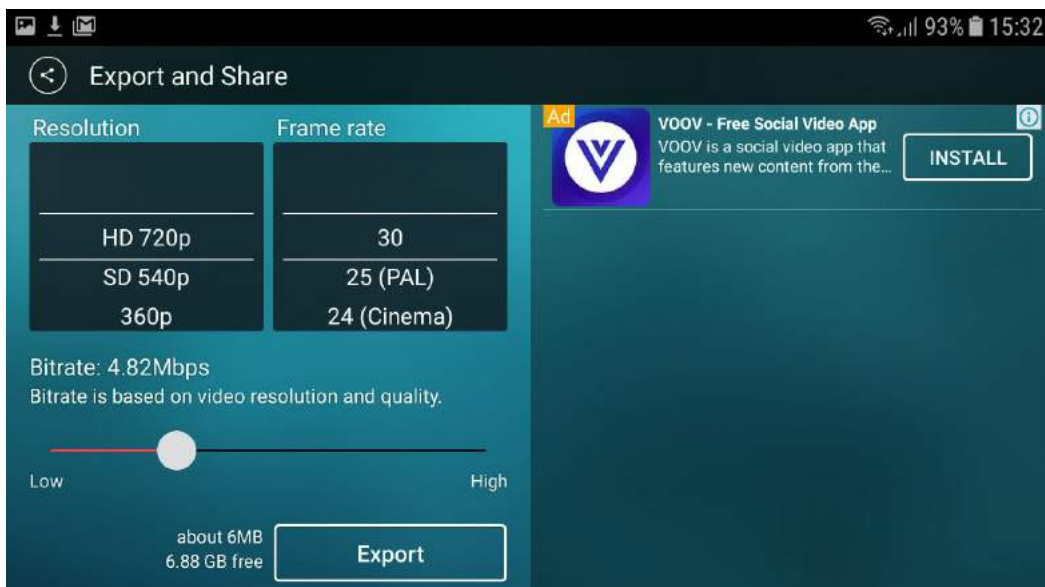 93% 15:32
Export and Share
Resolution
HD 720p
SD 540p
360p
Frame rate
30
25 (PAL)
24 (Cinema)
Bitrate: 4.82Mbps
Bitrate is based on video resolution and quality.
Low
High
about 6MB
6.88 GB free
Export
Ad
VOOV - Free Social Video App
VOOV is a social video app that
features new content from the...
INSTALL